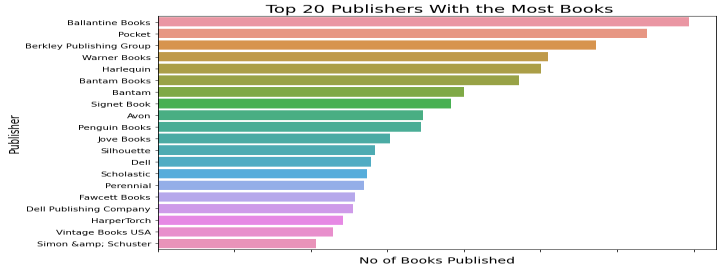 Top 20 Publishers With the Most Books
Ballantine Books
Pocket
Berkley Publishing Group
Warner Books
Harlequin
Bantam Books
Bantam
Signet Book
Avon
Penguin Books
Jove Books
Silhouette
Dell
Scholastic
Perennial
Fawcett Books
Dell Publishing Company
HarperTorch
Vintage Books USA
Simon &amp; Schuster
Publisher
No of Books Published